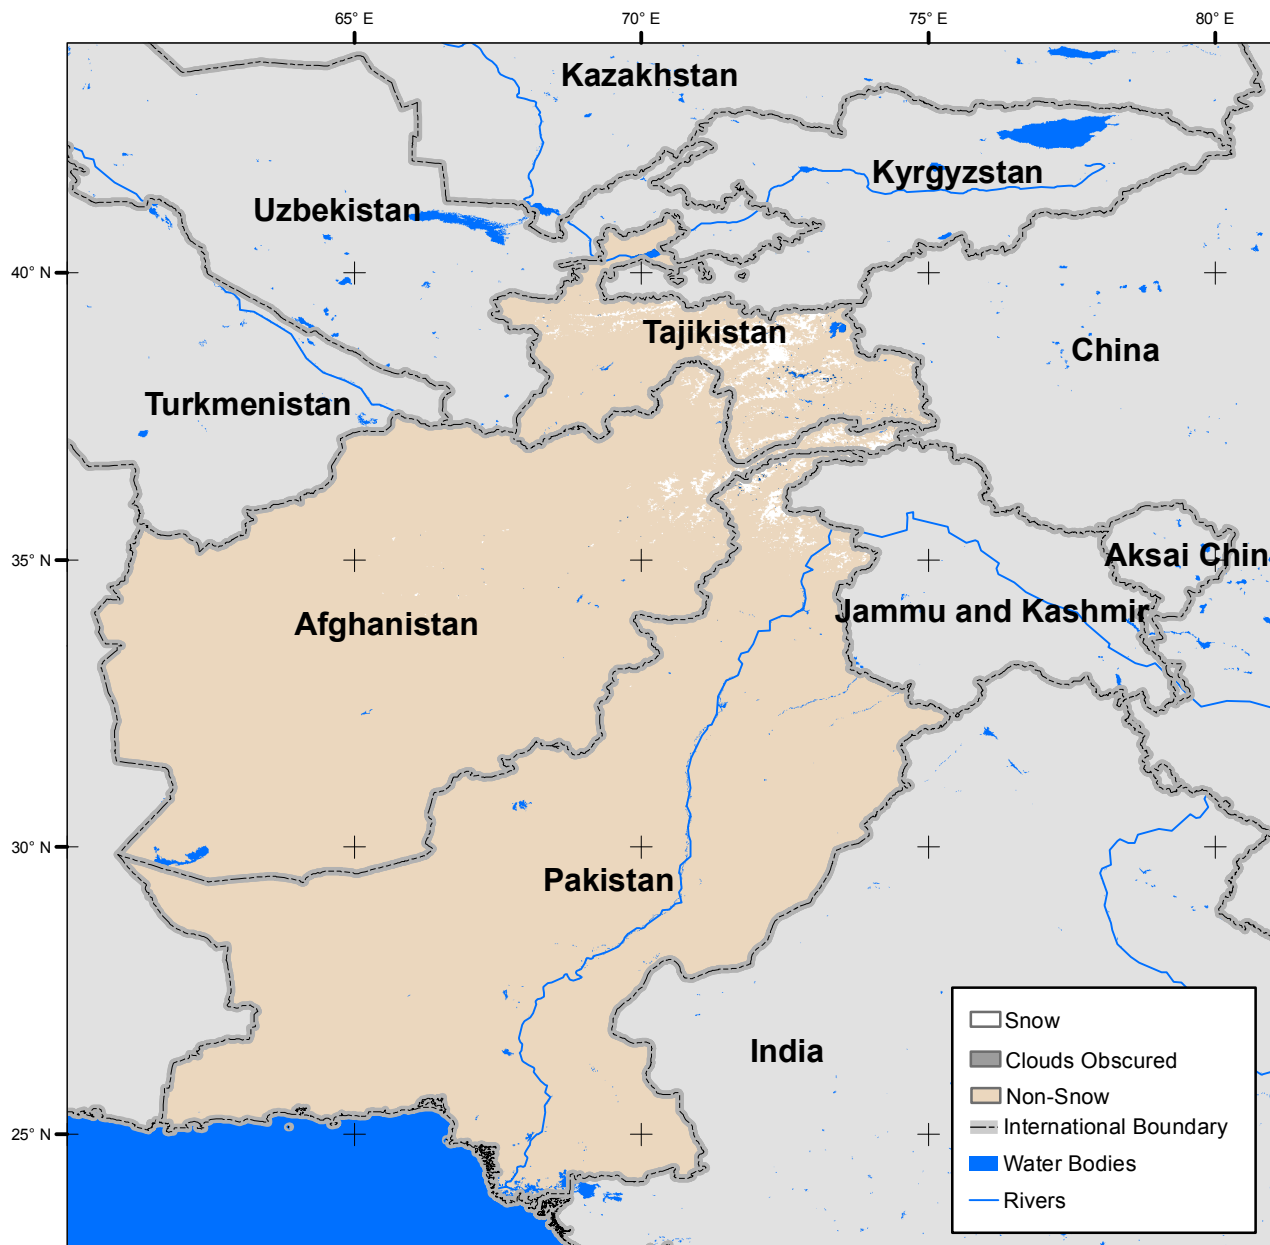 65° E
70° E
75° E
80° E
Kazakhstan
Kyrgyzstan
Uzbekistan
40° N
Tajikistan
China
Turkmenistan
35° N
Aksai Chin
Jammu and Kashmir
Afghanistan
30° N
Pakistan
India
25° N
Snow
Clouds Obscured
Non-Snow
International Boundary
Water Bodies
Rivers